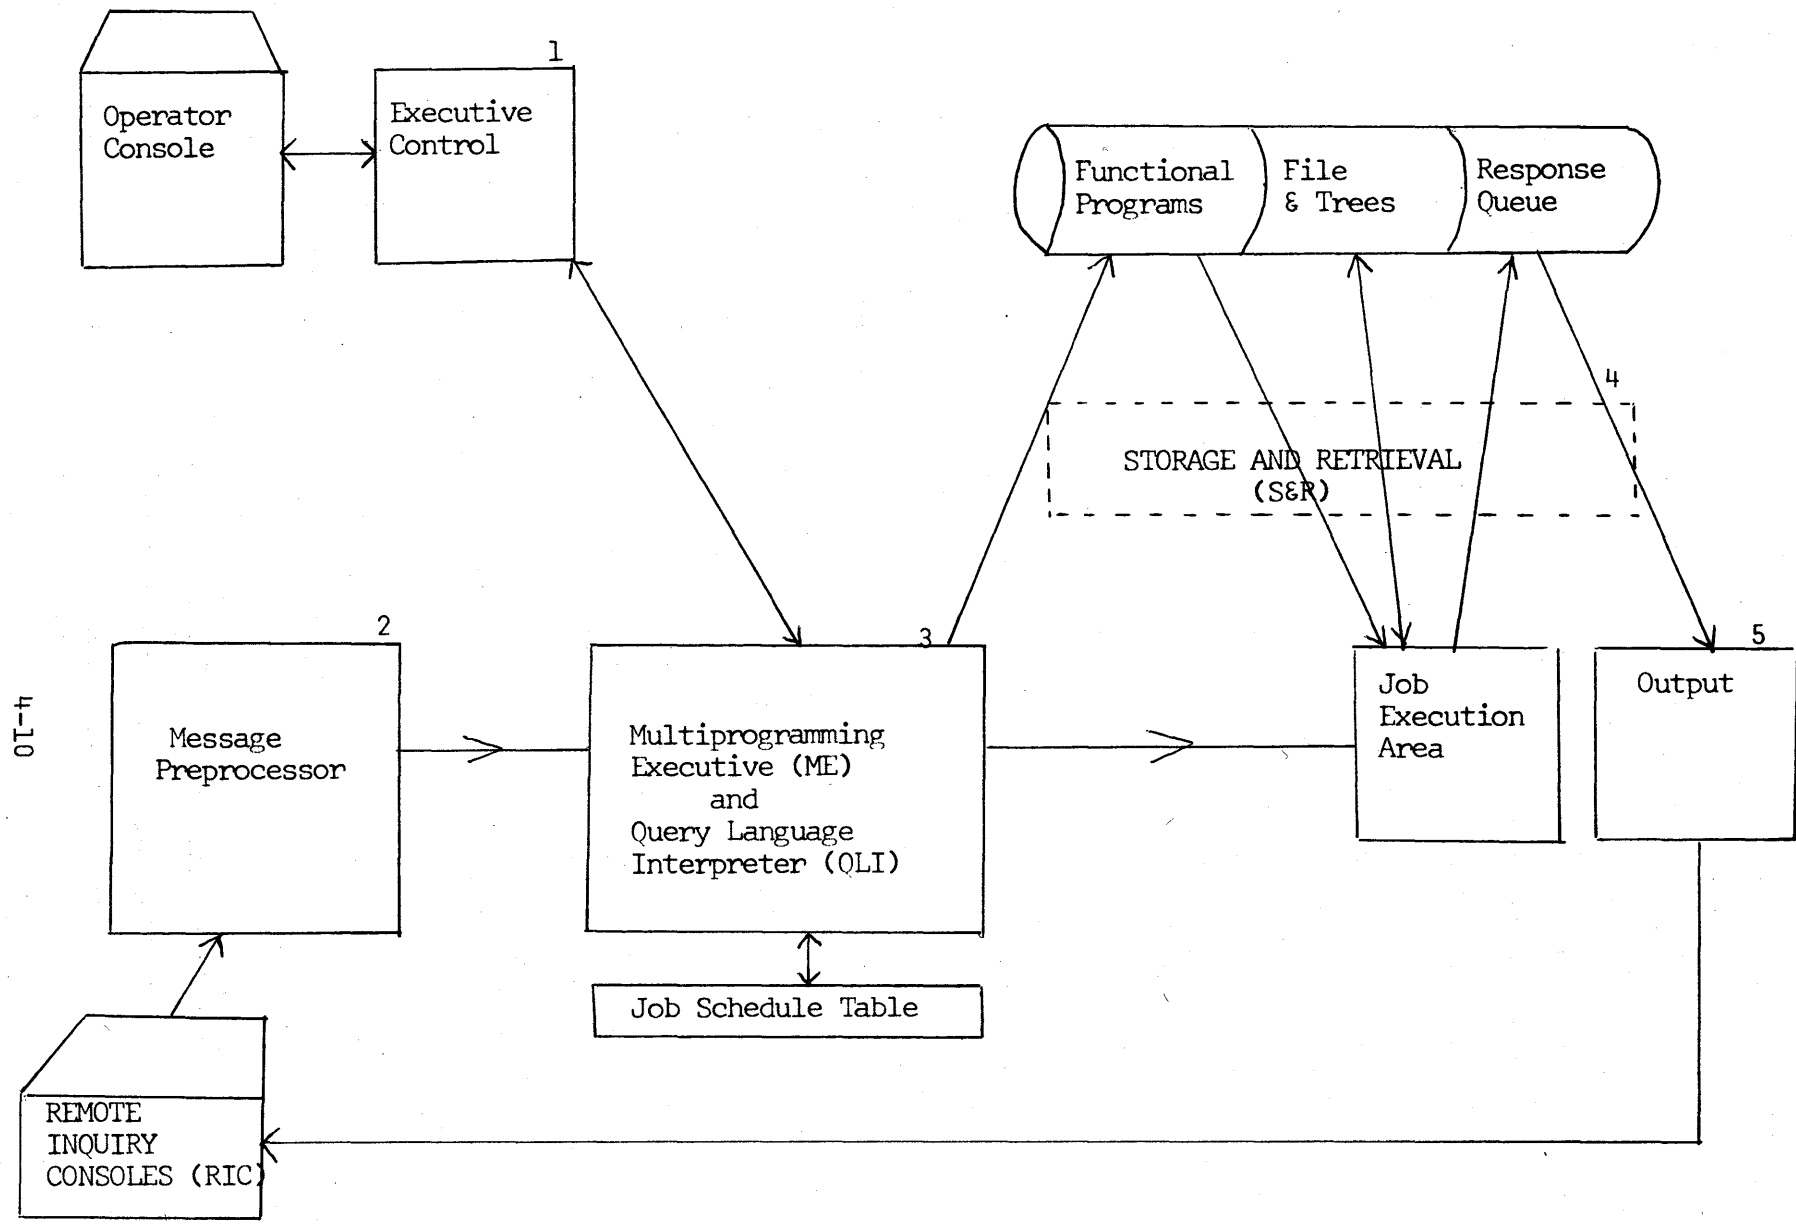 1
Operator
Console
Executive
Control
Functional
Programs
File
& Trees
Response
Queue
4
STORAGE AND RETRIEVAL
(S&R)
2
3
5
Message
Preprocessor
Multiprogramming
Executive (ME)
and
Query Language
Interpreter (QLI)
Job
Execution
Area
Output
Job Schedule Table
REMOTE
INQUIRY
CONSOLES (RIC)
4-10